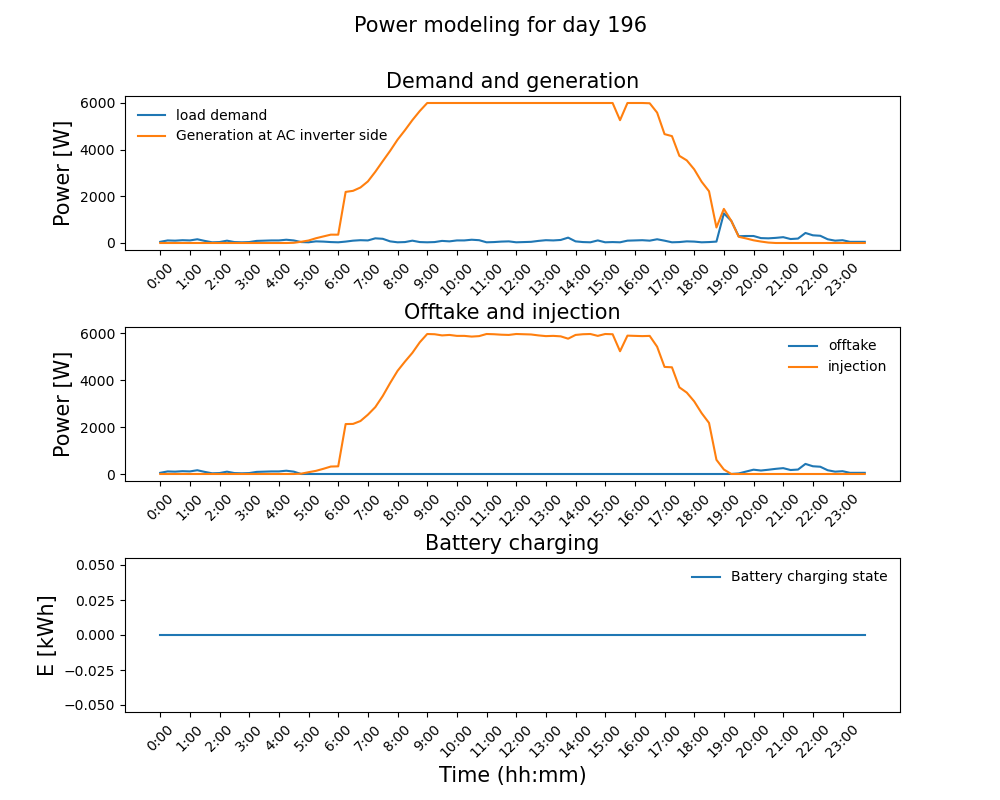 Power modeling for day 196
Demand and generation
Power [W]
6000
4000
2000
0
load demand
Generation at AC inverter side
0:00 1:00 2:00 3:00 4:00 5:00 6:00 7:00 8:00 9:00 10:00 11:00 12:00 13:00 14:00 15:00 16:00 17:00 18:00 19:00 20:00 21:00 22:00 23:00
Offtake and injection
Power [W]
6000
4000
2000
0
offtake
injection
0:00 1:00 2:00 3:00 4:00 5:00 6:00 7:00 8:00 9:00 10:00 11:00 12:00 13:00 14:00 15:00 16:00 17:00 18:00 19:00 20:00 21:00 22:00 23:00
Battery charging
E [kWh]
0.050
0.025
0.000
−0.025
−0.050
Battery charging state
0:00 1:00 2:00 3:00 4:00 5:00 6:00 7:00 8:00 9:00 10:00 11:00 12:00 13:00 14:00 15:00 16:00 17:00 18:00 19:00 20:00 21:00 22:00 23:00
Time (hh:mm)